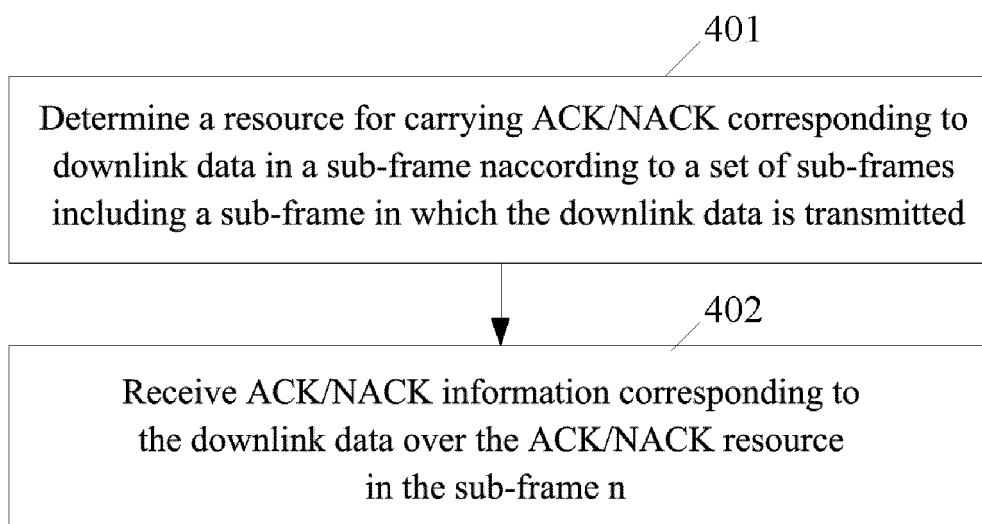 401
Determine a resource for carrying ACK/NACK corresponding to
downlink data in a sub-frame naccording to a set of sub-frames
including a sub-frame in which the downlink data is transmitted
402
Receive ACK/NACK information corresponding to
the downlink data over the ACK/NACK resource
in the sub-frame n